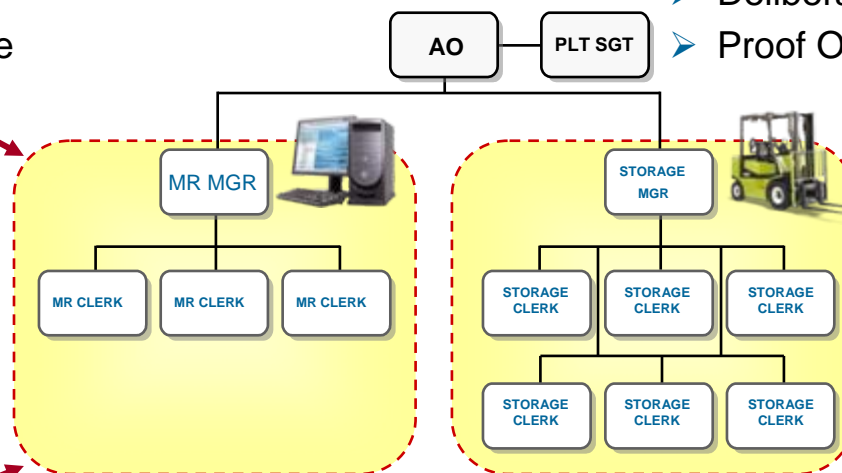 e
AO
PLT SGT
Proof O
MR MGR
STORAGE
MGR
MR CLERK
MR CLERK
MR CLERK
STORAGE
CLERK
STORAGE
CLERK
STORAGE
CLERK
STORAGE
CLERK
STORAGE
CLERK
STORAGE
CLERK